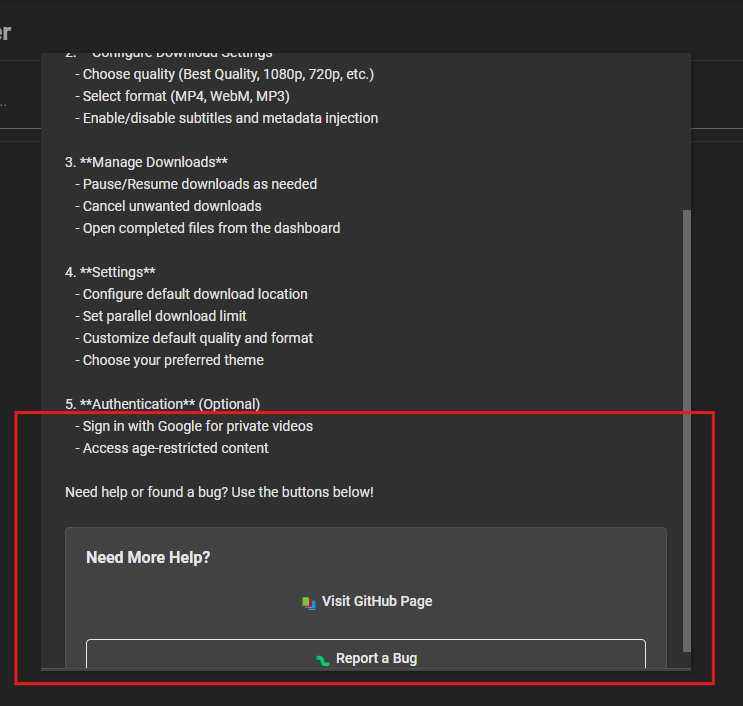 er
..
2. **Configure Download Settings
- Choose quality (Best Quality, 1080p, 720p, etc.)
- Select format (MP4, WebM, MP3)
- Enable/disable subtitles and metadata injection
3. **Manage Downloads**
- Pause/Resume downloads as needed
- Cancel unwanted downloads
- Open completed files from the dashboard
4. **Settings**
- Configure default download location
- Set parallel download limit
- Customize default quality and format
- Choose your preferred theme
5. **Authentication** (Optional)
- Sign in with Google for private videos
- Access age-restricted content
Need help or found a bug? Use the buttons below!
Need More Help?
Visit GitHub Page
Report a Bug